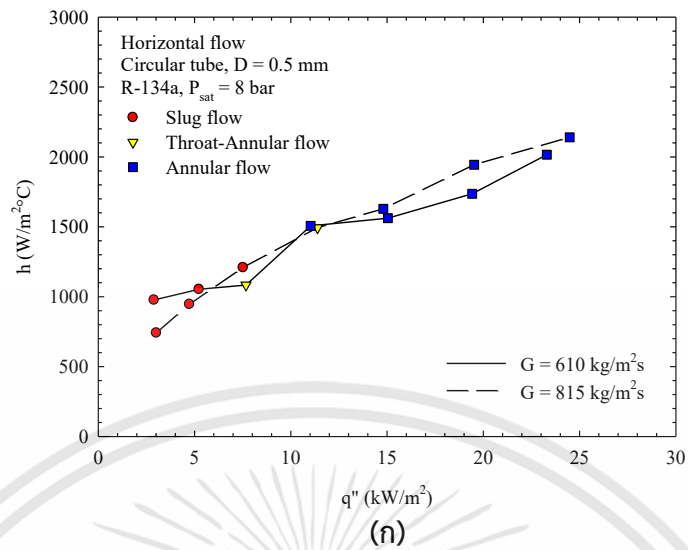 3000
2500
2000
1500
1000
500
0
h (W/m²°C)
Horizontal flow
Circular tube, D = 0.5 mm
R-134a, Pₛₐₜ = 8 bar
Slug flow
Throat-Annular flow
Annular flow
G = 610 kg/m²s
G = 815 kg/m²s
0 5 10 15 20 25 30
q" (kW/m²)
(ก)